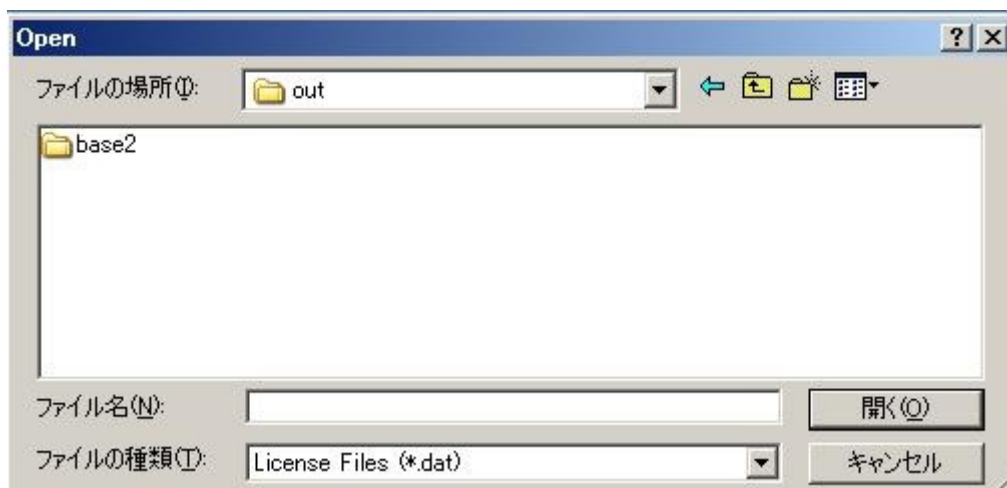 Open
ファイルの場所(I): out
base2
ファイル名(N): 開く(O)
ファイルの種類(T): License Files (*.dat) キャンセル